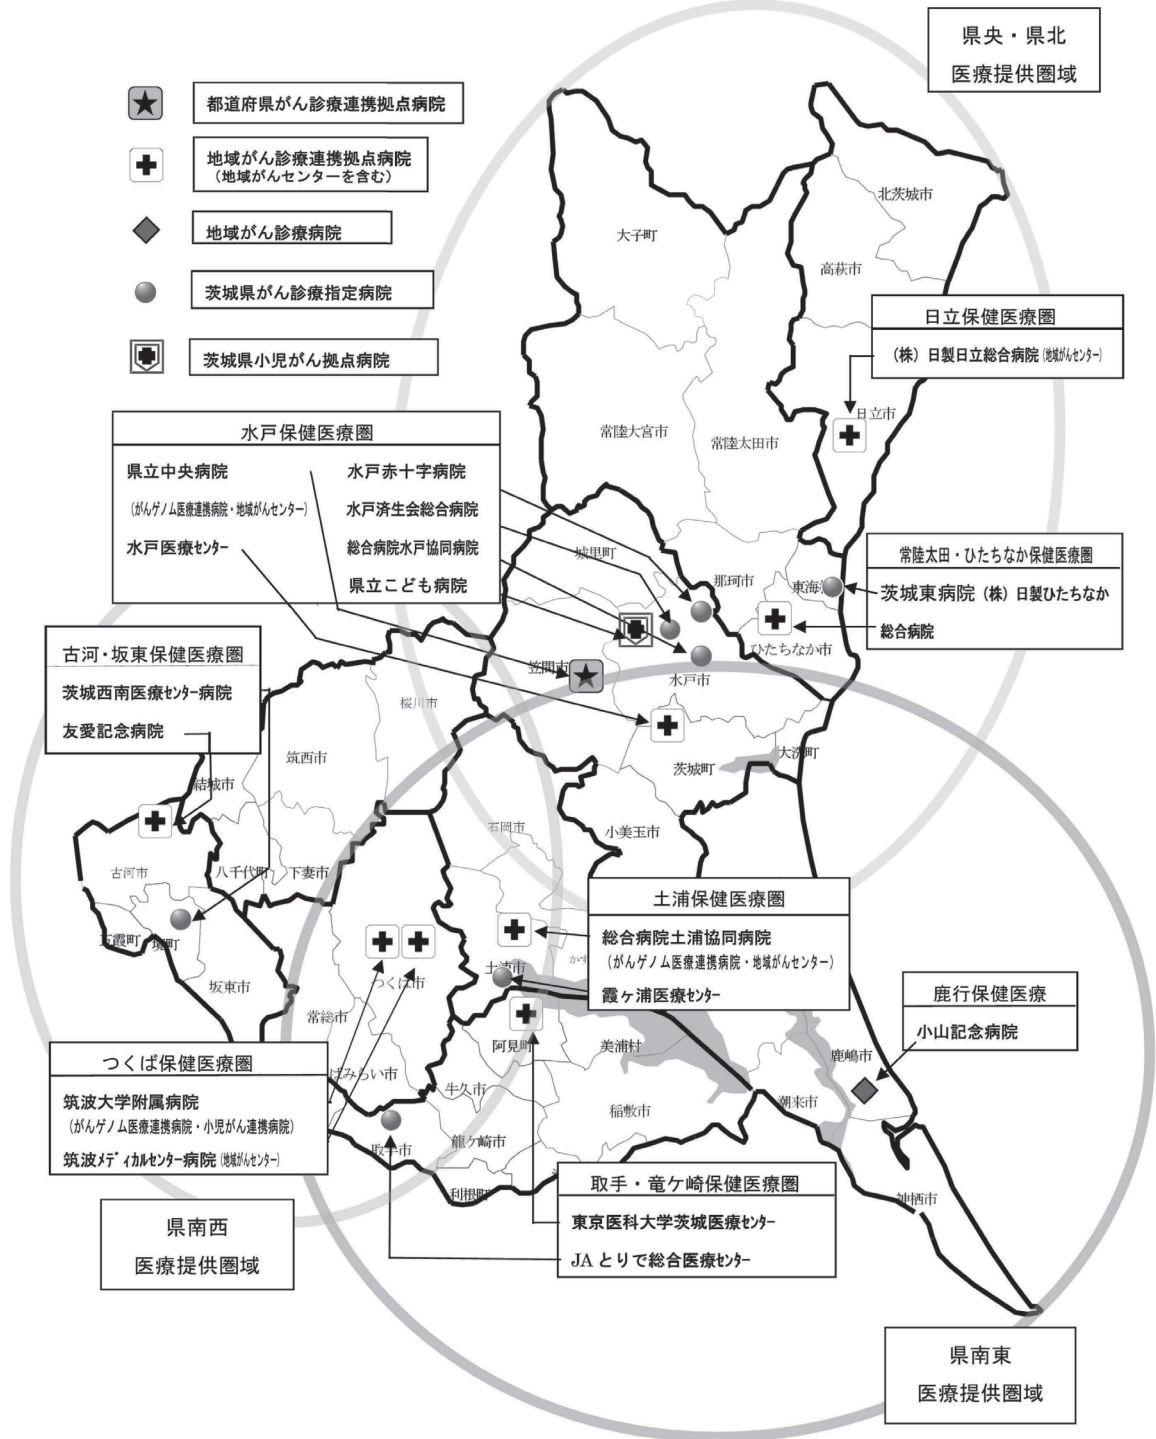 県央・県北
医療提供圏域
都道府県がん診療連携拠点病院
地域がん診療連携拠点病院
(地域がんセンターを含む)
地域がん診療病院
茨城県がん診療指定病院
茨城県小児がん拠点病院
北茨城市
大子町
高萩市
日立保健医療圏
(株)日製日立総合病院(地域がんセンター)
日立市
常陸大宮市
常陸太田市
水戸保健医療圏
県立中央病院
水戸赤十字病院
(がんゲノム医療連携病院・地域がんセンター)
水戸済生会総合病院
水戸医療センター
総合病院水戸協同病院
県立こども病院
城里町
那珂市
東海
常陸太田・ひたちなか保健医療圏
茨城東病院(株)日製ひたちなか
総合病院
ひたちなか市
笠間市
水戸市
古河・坂東保健医療圏
茨城西南医療センター病院
友愛記念病院
桜川市
筑西市
結城市
茨城町
大洗町
石岡市
小美玉市
古河市
八千代町
下妻市
五霞町
境町
坂東市
土浦保健医療圏
総合病院土浦協同病院
(がんゲノム医療連携病院・地域がんセンター)
霞ヶ浦医療センター
かす
土浦市
つくば市
常総市
阿見町
美浦村
鹿行保健医療
小山記念病院
鹿嶋市
つくば保健医療圏
筑波大学附属病院
(がんゲノム医療連携病院・小児がん連携病院)
筑波メディカルセンター病院(地域がんセンター)
ばみらい市
牛久市
稲敷市
潮来市
取手市
龍ケ崎市
利根町
神栖市
取手・竜ケ崎保健医療圏
東京医科大学茨城医療センター
JAとりで総合医療センター
県南西
医療提供圏域
県南東
医療提供圏域